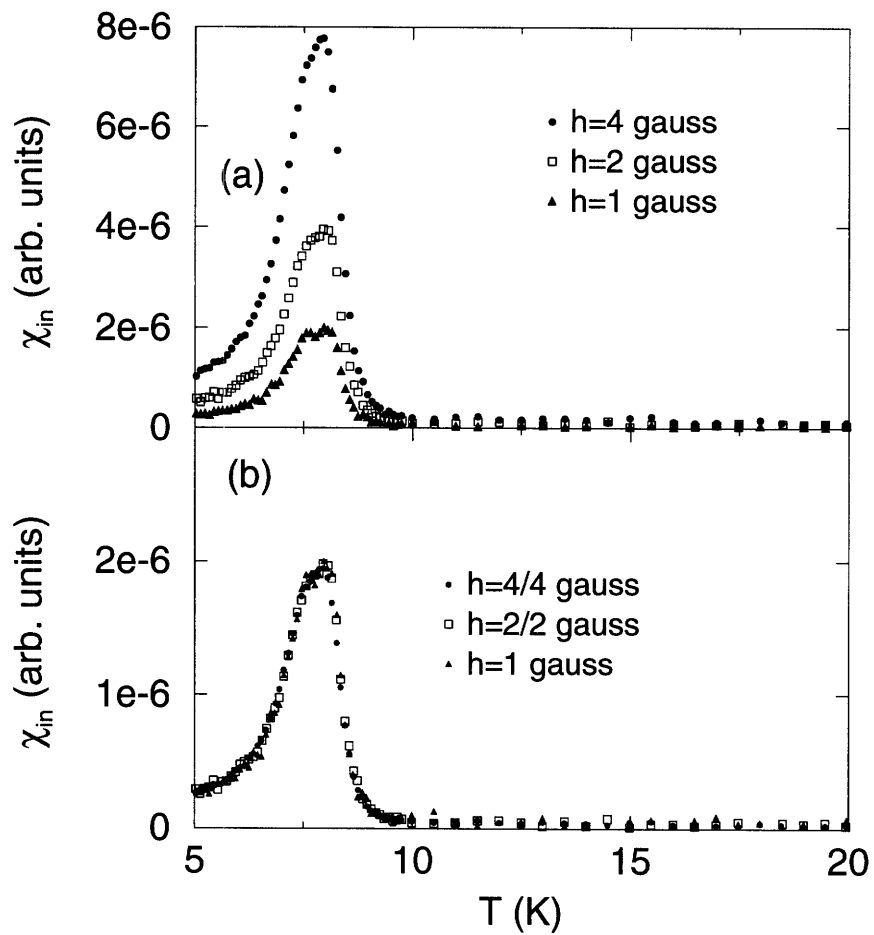 8e-6
6e-6
4e-6
2e-6
0
χin (arb. units)
(a)
h=4 gauss
h=2 gauss
h=1 gauss
(b)
2e-6
1e-6
0
χin (arb. units)
h=4/4 gauss
h=2/2 gauss
h=1 gauss
5 10 15 20
T (K)